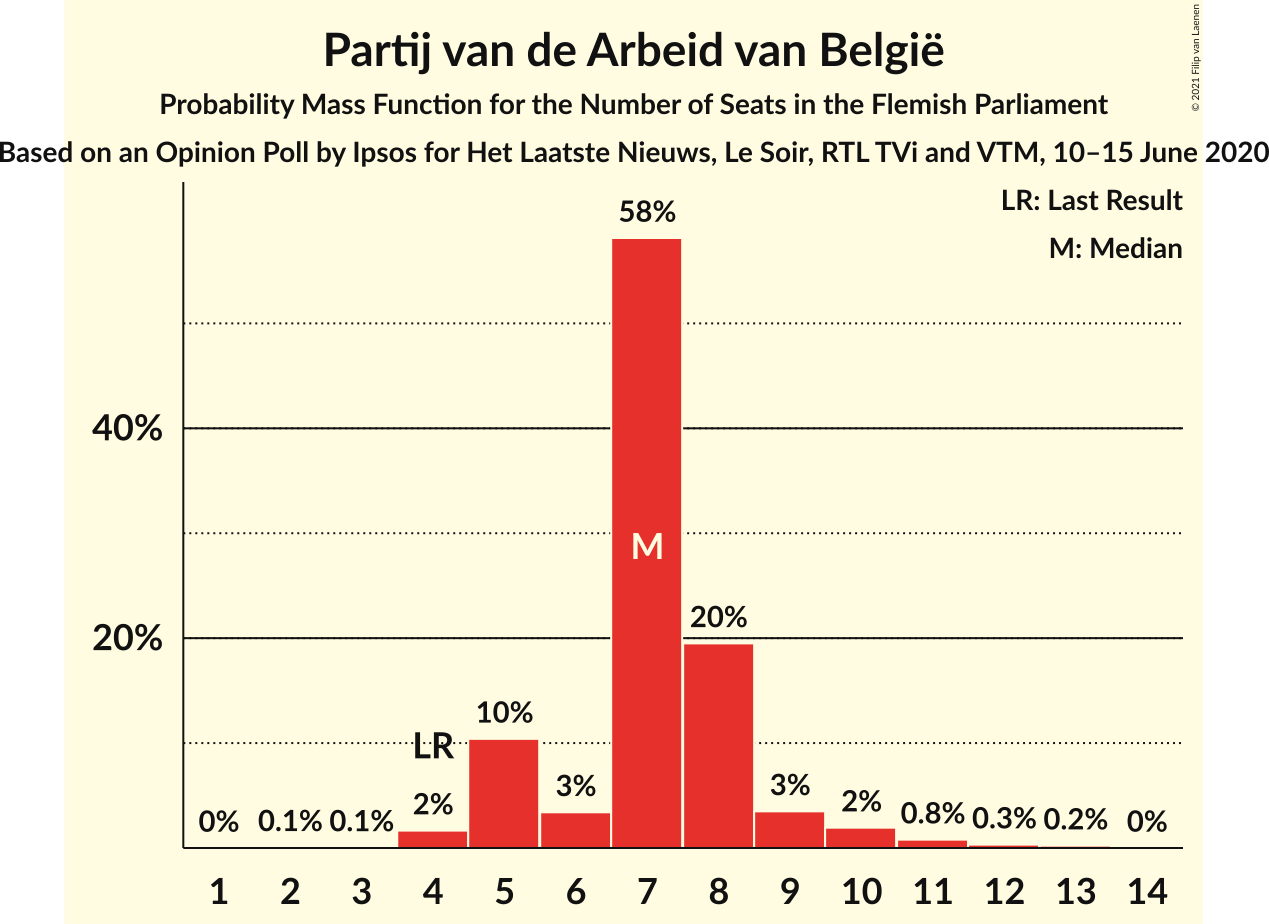 Partij van de Arbeid van België
Probability Mass Function for the Number of Seats in the Flemish Parliament
Based on an Opinion Poll by Ipsos for Het Laatste Nieuws, Le Soir, RTL TVi and VTM, 10–15 June 2020
© 2021 Filip van Laenen
LR: Last Result
M: Median
58%
40%
M
20%
20%
10%
LR
2%
3%
3%
2%
0% 0.1% 0.1% 0.8% 0.3% 0.2% 0%
1 2 3 4 5 6 7 8 9 10 11 12 13 14